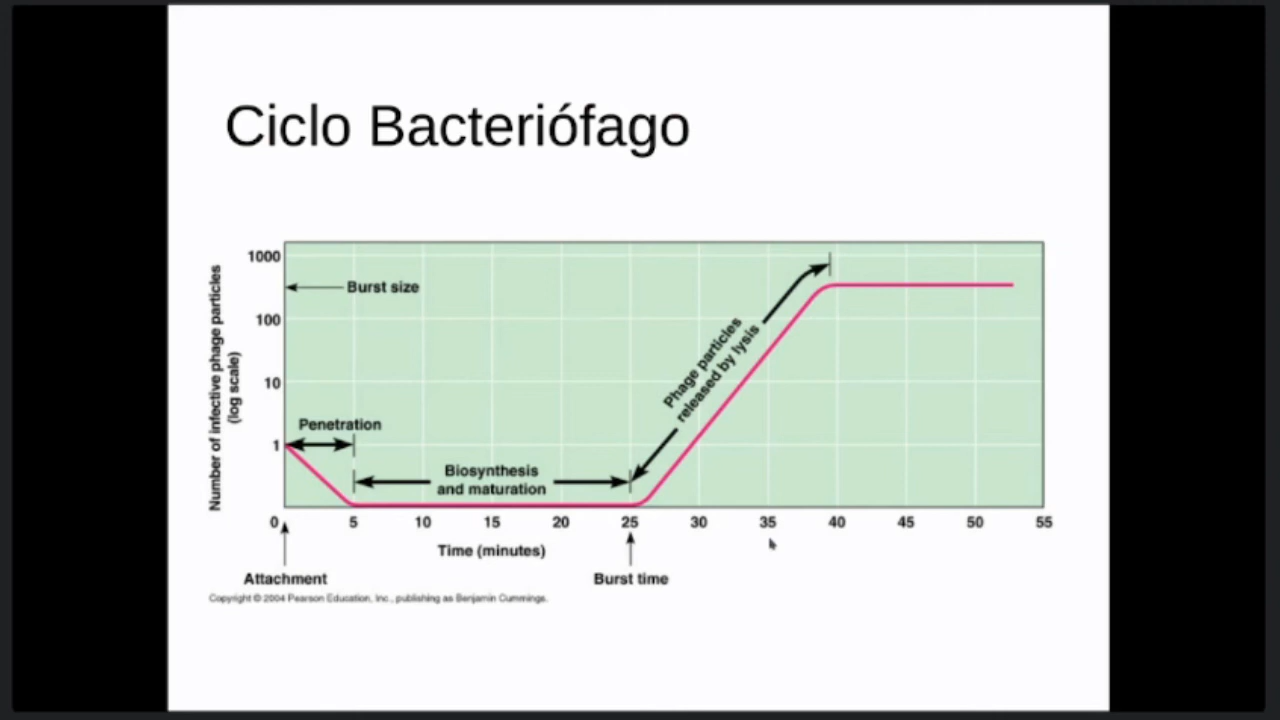 Ciclo Bacteriófago
Number of infective phage particles
(log scale)
1000
100
10
1
Burst size
Penetration
Biosynthesis
and maturation
Phage particles
released by lysis
0 5 10 15 20 25 30 35 40 45 50 55
Time (minutes)
Attachment
Burst time
Copyright © 2004 Pearson Education, Inc., publishing as Benjamin Cummings.